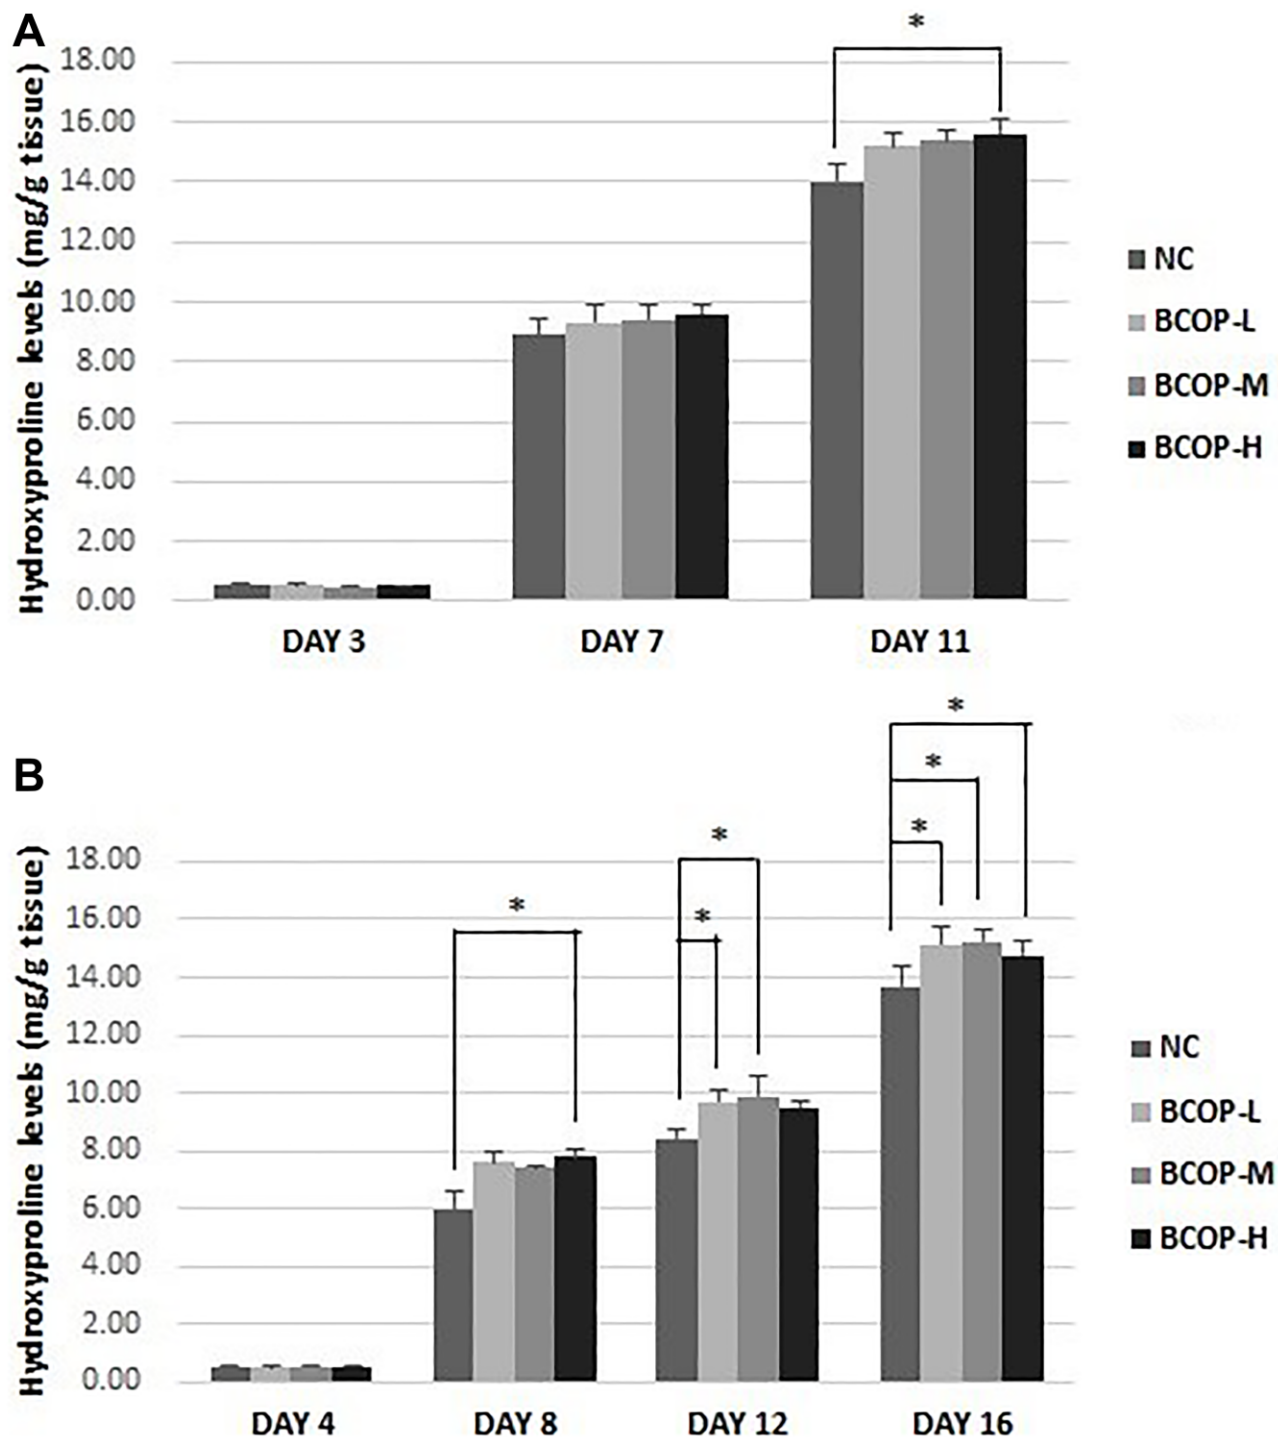 A
*
Hydroxyproline levels (mg/g tissue)
18.00
16.00
14.00
12.00
10.00
8.00
6.00
4.00
2.00
0.00
DAY 3 DAY 7 DAY 11
NC
BCOP-L
BCOP-M
BCOP-H
B
*
*
*
*
*
*
Hydroxyproline levels (mg/g tissue)
18.00
16.00
14.00
12.00
10.00
8.00
6.00
4.00
2.00
0.00
DAY 4 DAY 8 DAY 12 DAY 16
NC
BCOP-L
BCOP-M
BCOP-H